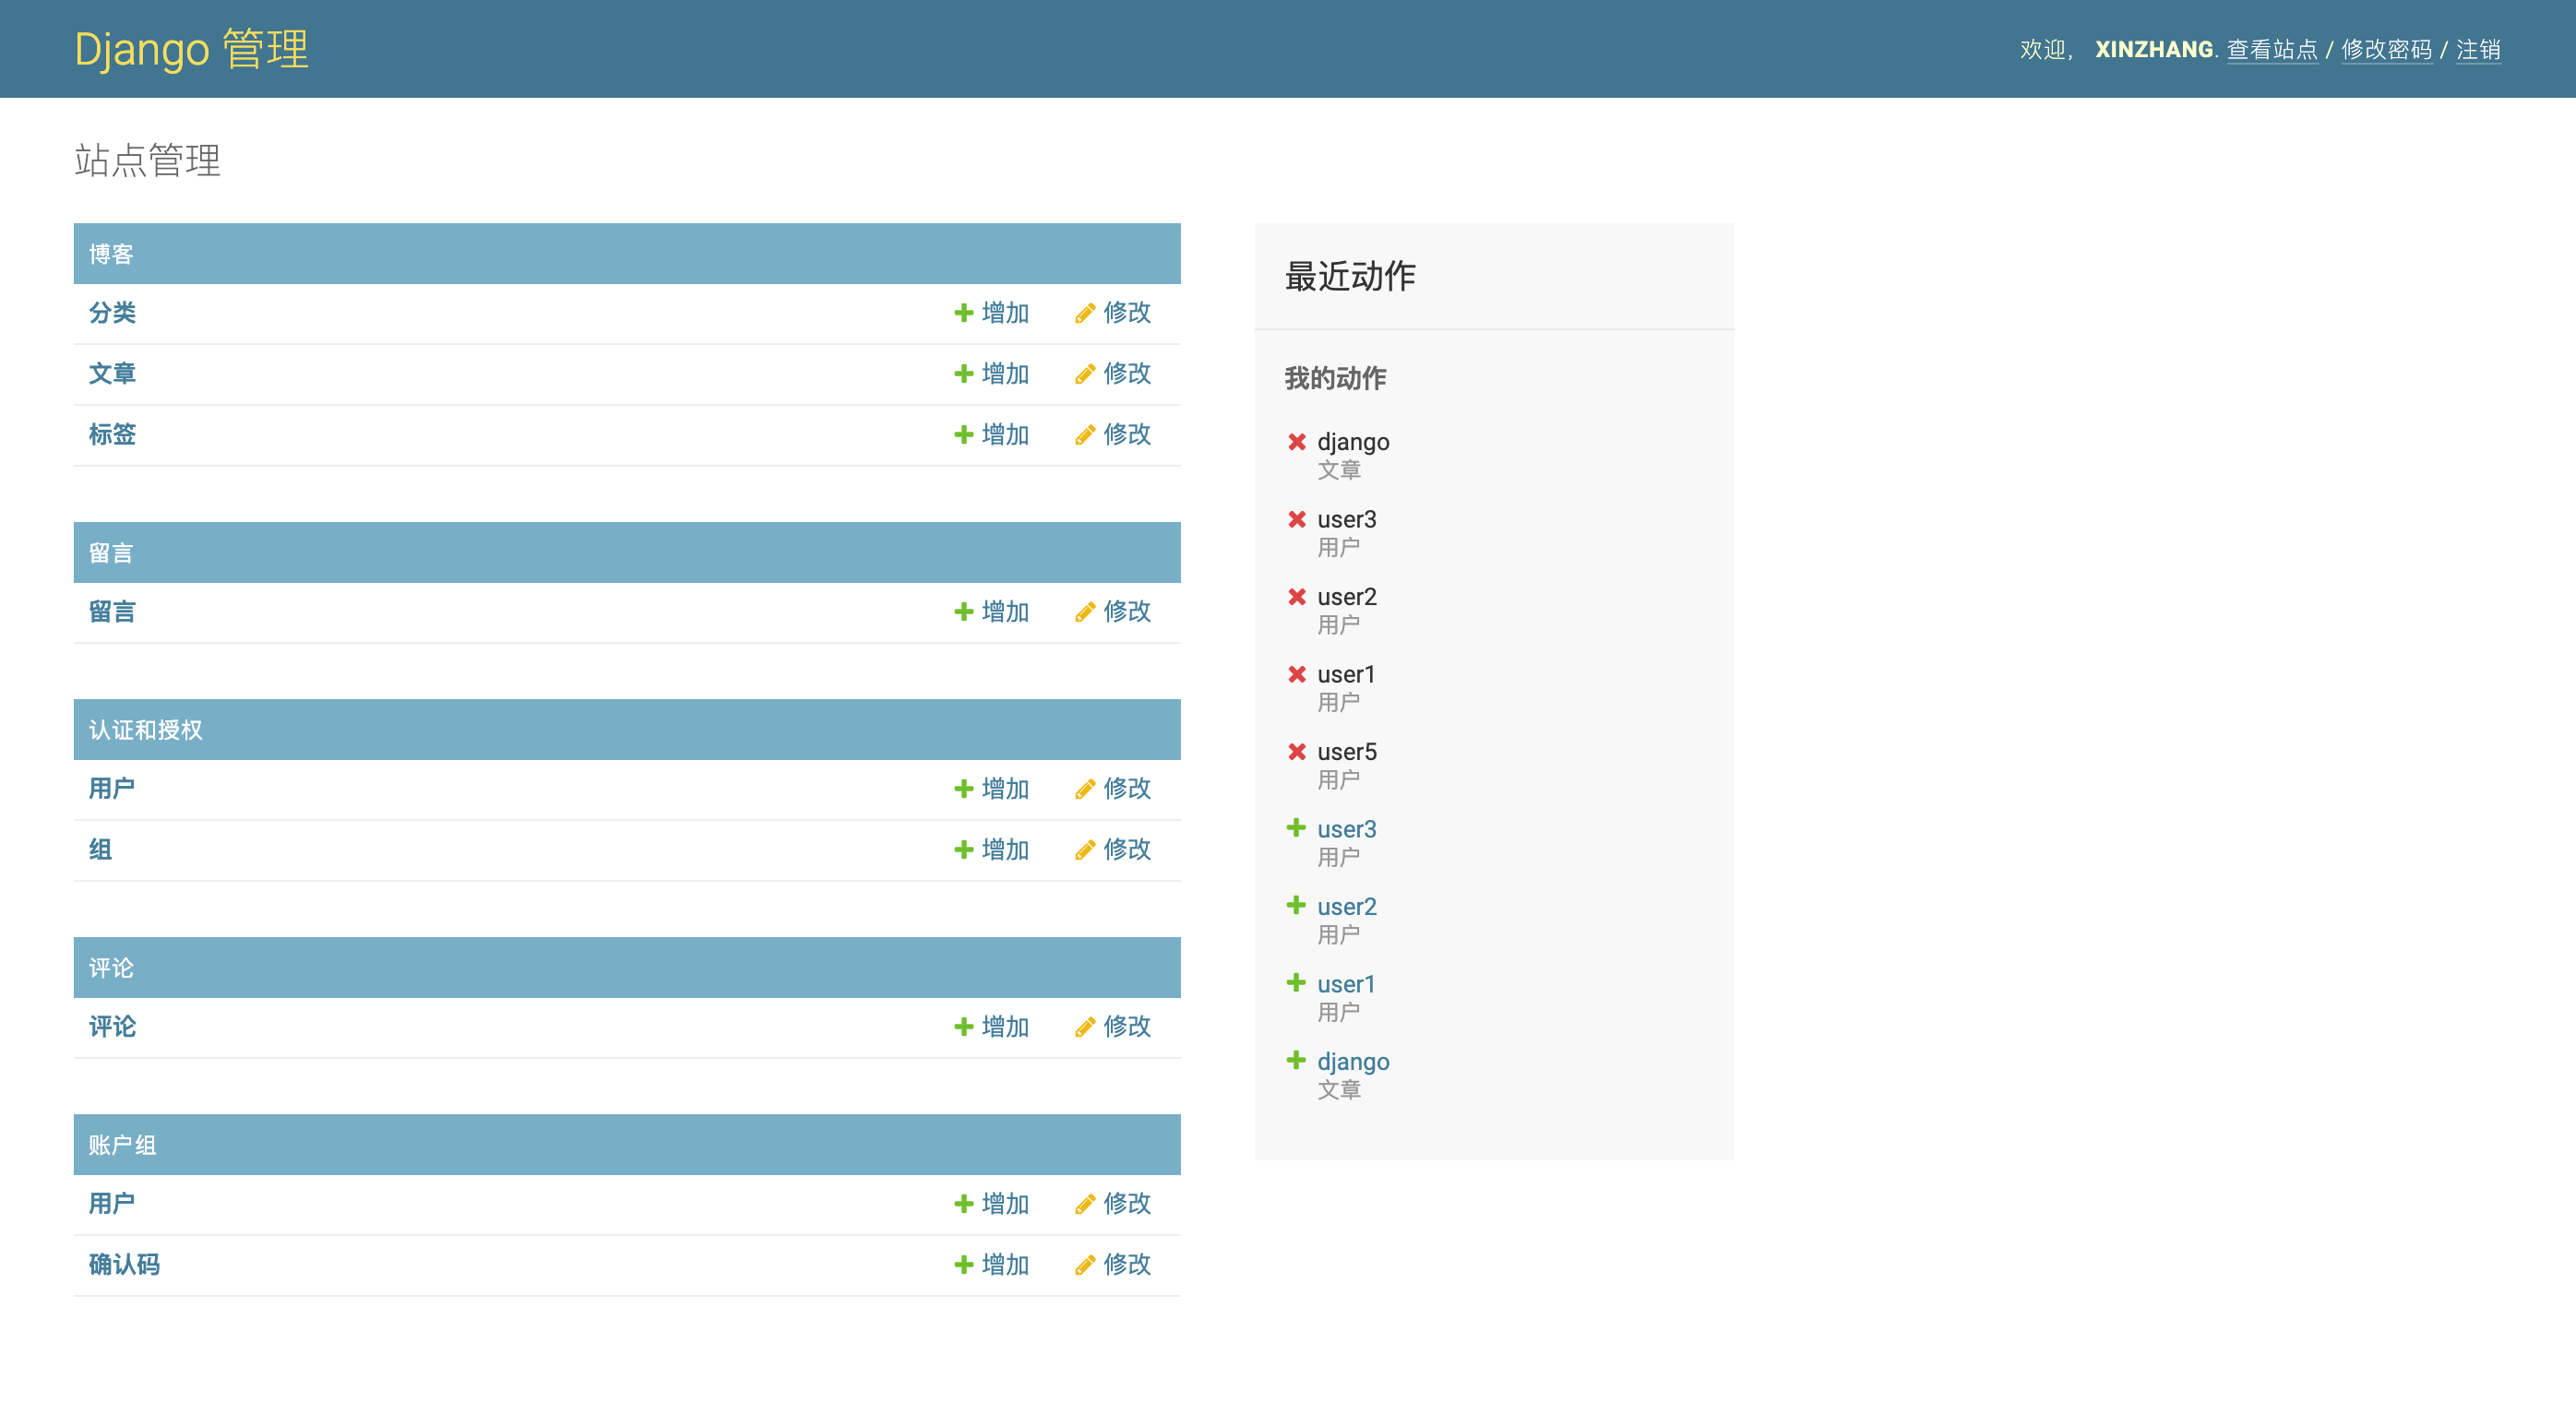 Django 管理
欢迎， XINZHANG. 查看站点 / 修改密码 / 注销
站点管理
博客
分类 增加 修改
文章 增加 修改
标签 增加 修改
留言
留言 增加 修改
认证和授权
用户 增加 修改
组 增加 修改
评论
评论 增加 修改
账户组
用户 增加 修改
确认码 增加 修改
最近动作
我的动作
django
文章
user3
用户
user2
用户
user1
用户
user5
用户
user3
用户
user2
用户
user1
用户
django
文章